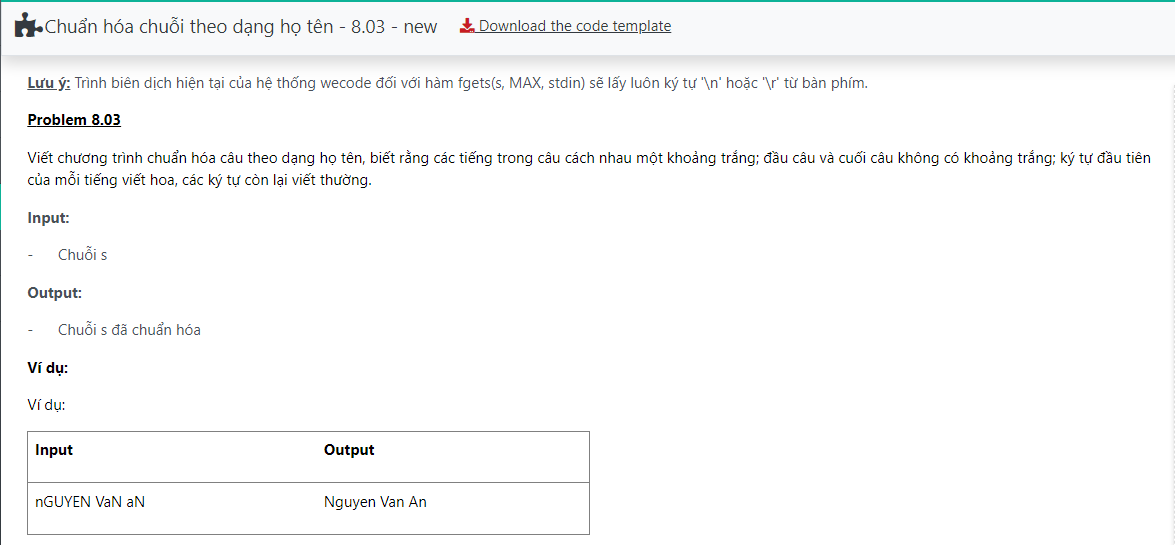 Chuẩn hóa chuỗi theo dạng họ tên - 8.03 - new Download the code template
Lưu ý: Trình biên dịch hiện tại của hệ thống wecode đối với hàm fgets(s, MAX, stdin) sẽ lấy luôn ký tự '\n' hoặc '\r' từ bàn phím.
Problem 8.03
Viết chương trình chuẩn hóa câu theo dạng họ tên, biết rằng các tiếng trong câu cách nhau một khoảng trắng; đầu câu và cuối câu không có khoảng trắng; ký tự đầu tiên
của mỗi tiếng viết hoa, các ký tự còn lại viết thường.
Input:
- Chuỗi s
Output:
- Chuỗi s đã chuẩn hóa
Ví dụ:
Ví dụ:
Input Output
nGUYEN VaN aN Nguyen Van An